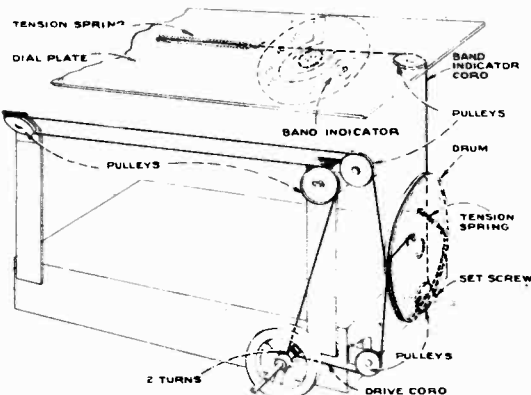 TENSION SPRING
DIAL PLATE
BAND
INDICATOR
CORD
PULLEYS
BAND INDICATOR
DRUM
PULLEYS
TENSION
SPRING
SET SCREW
PULLEYS
2 TURNS
DRIVE CORD